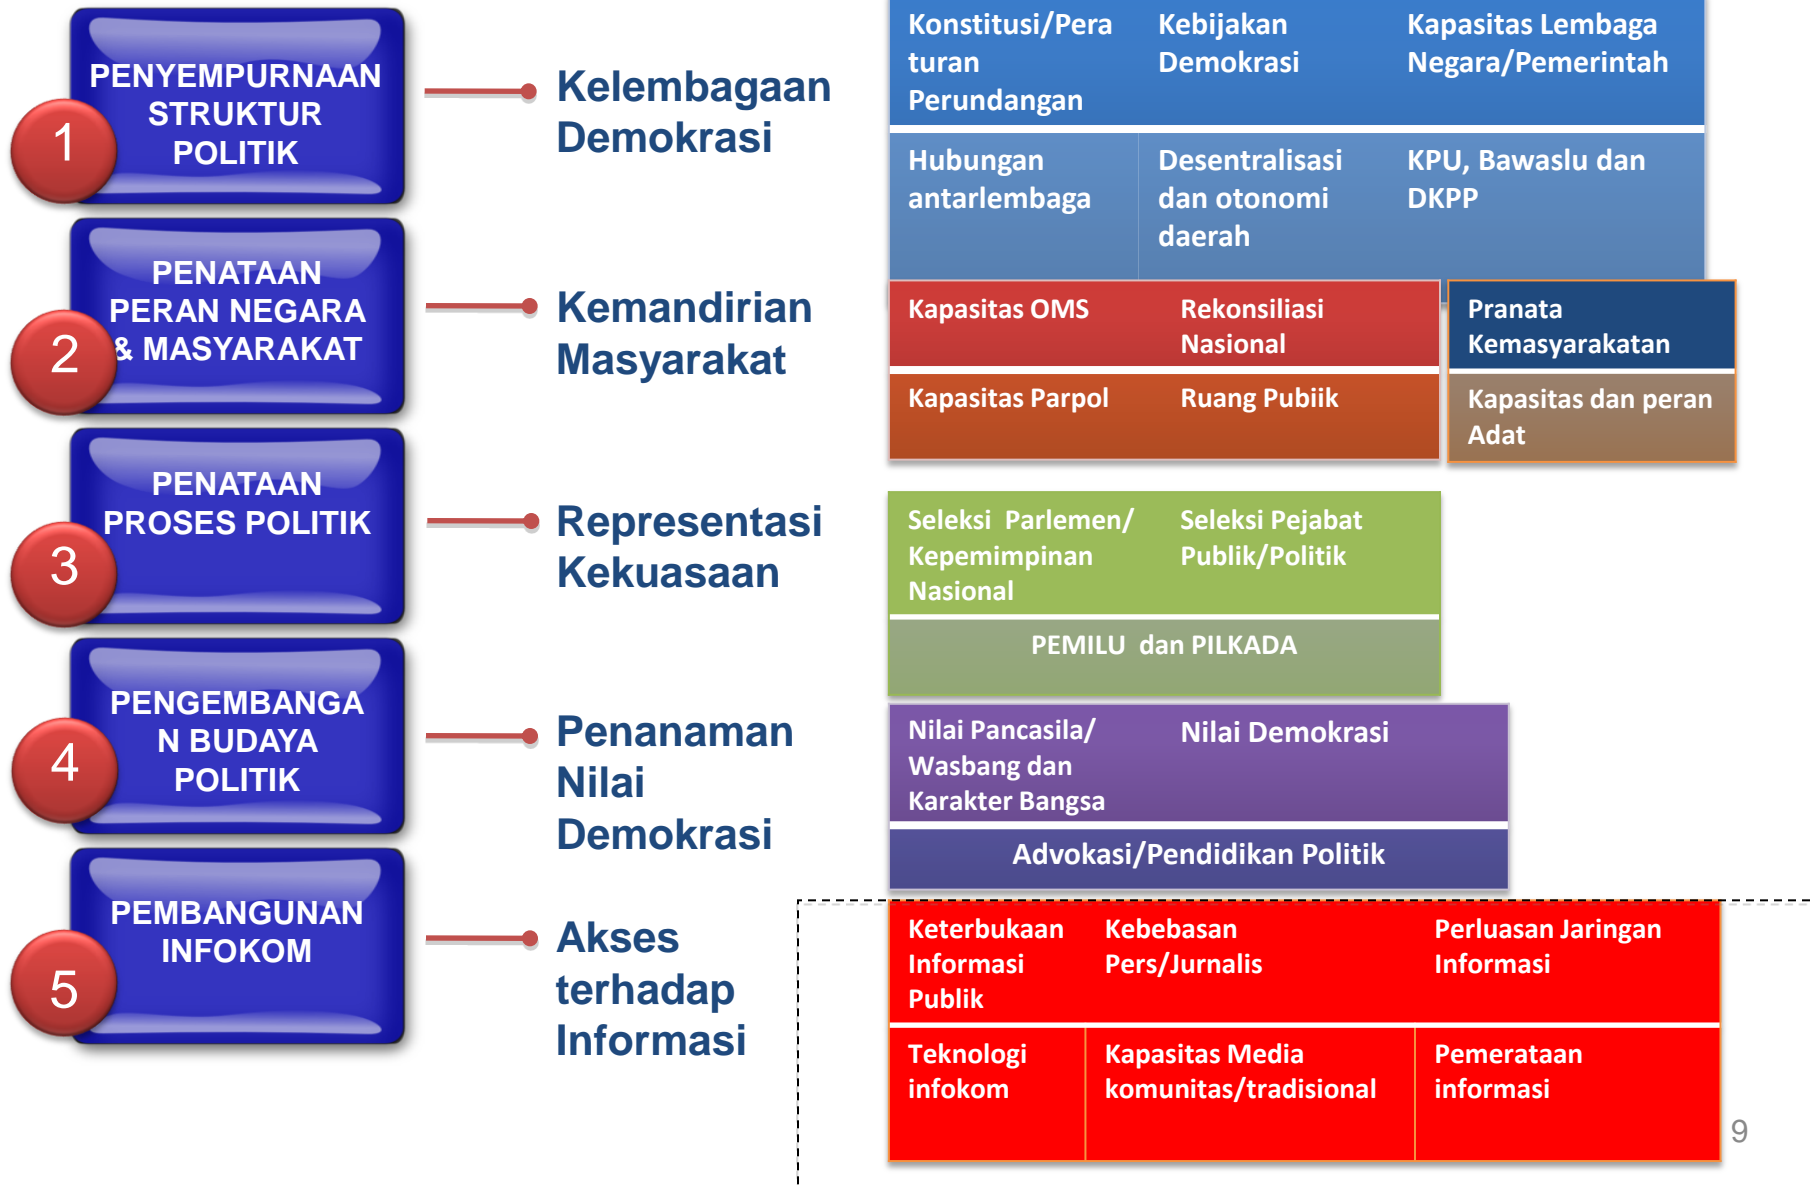 PENYEMPURNAAN
STRUKTUR
POLITIK
1
Kelembagaan
Demokrasi
Konstitusi/Pera
turan
Perundangan
Kebijakan
Demokrasi
Kapasitas Lembaga
Negara/Pemerintah
Hubungan
antarlembaga
Desentralisasi
dan otonomi
daerah
KPU, Bawaslu dan
DKPP
PENATAAN
PERAN NEGARA
& MASYARAKAT
2
Kemandirian
Masyarakat
Kapasitas OMS
Rekonsiliasi
Nasional
Kapasitas Parpol
Ruang Pubiik
Pranata
Kemasyarakatan
Kapasitas dan peran
Adat
PENATAAN
PROSES POLITIK
3
Representasi
Kekuasaan
Seleksi Parlemen/
Kepemimpinan
Nasional
Seleksi Pejabat
Publik/Politik
PEMILU dan PILKADA
PENGEMBANGA
N BUDAYA
POLITIK
4
Penanaman
Nilai
Demokrasi
Nilai Pancasila/
Wasbang dan
Karakter Bangsa
Nilai Demokrasi
Advokasi/Pendidikan Politik
PEMBANGUNAN
INFOKOM
5
Akses
terhadap
Informasi
Keterbukaan
Informasi
Publik
Kebebasan
Pers/Jurnalis
Perluasan Jaringan
Informasi
Teknologi
infokom
Kapasitas Media
komunitas/tradisional
Pemerataan
informasi
9